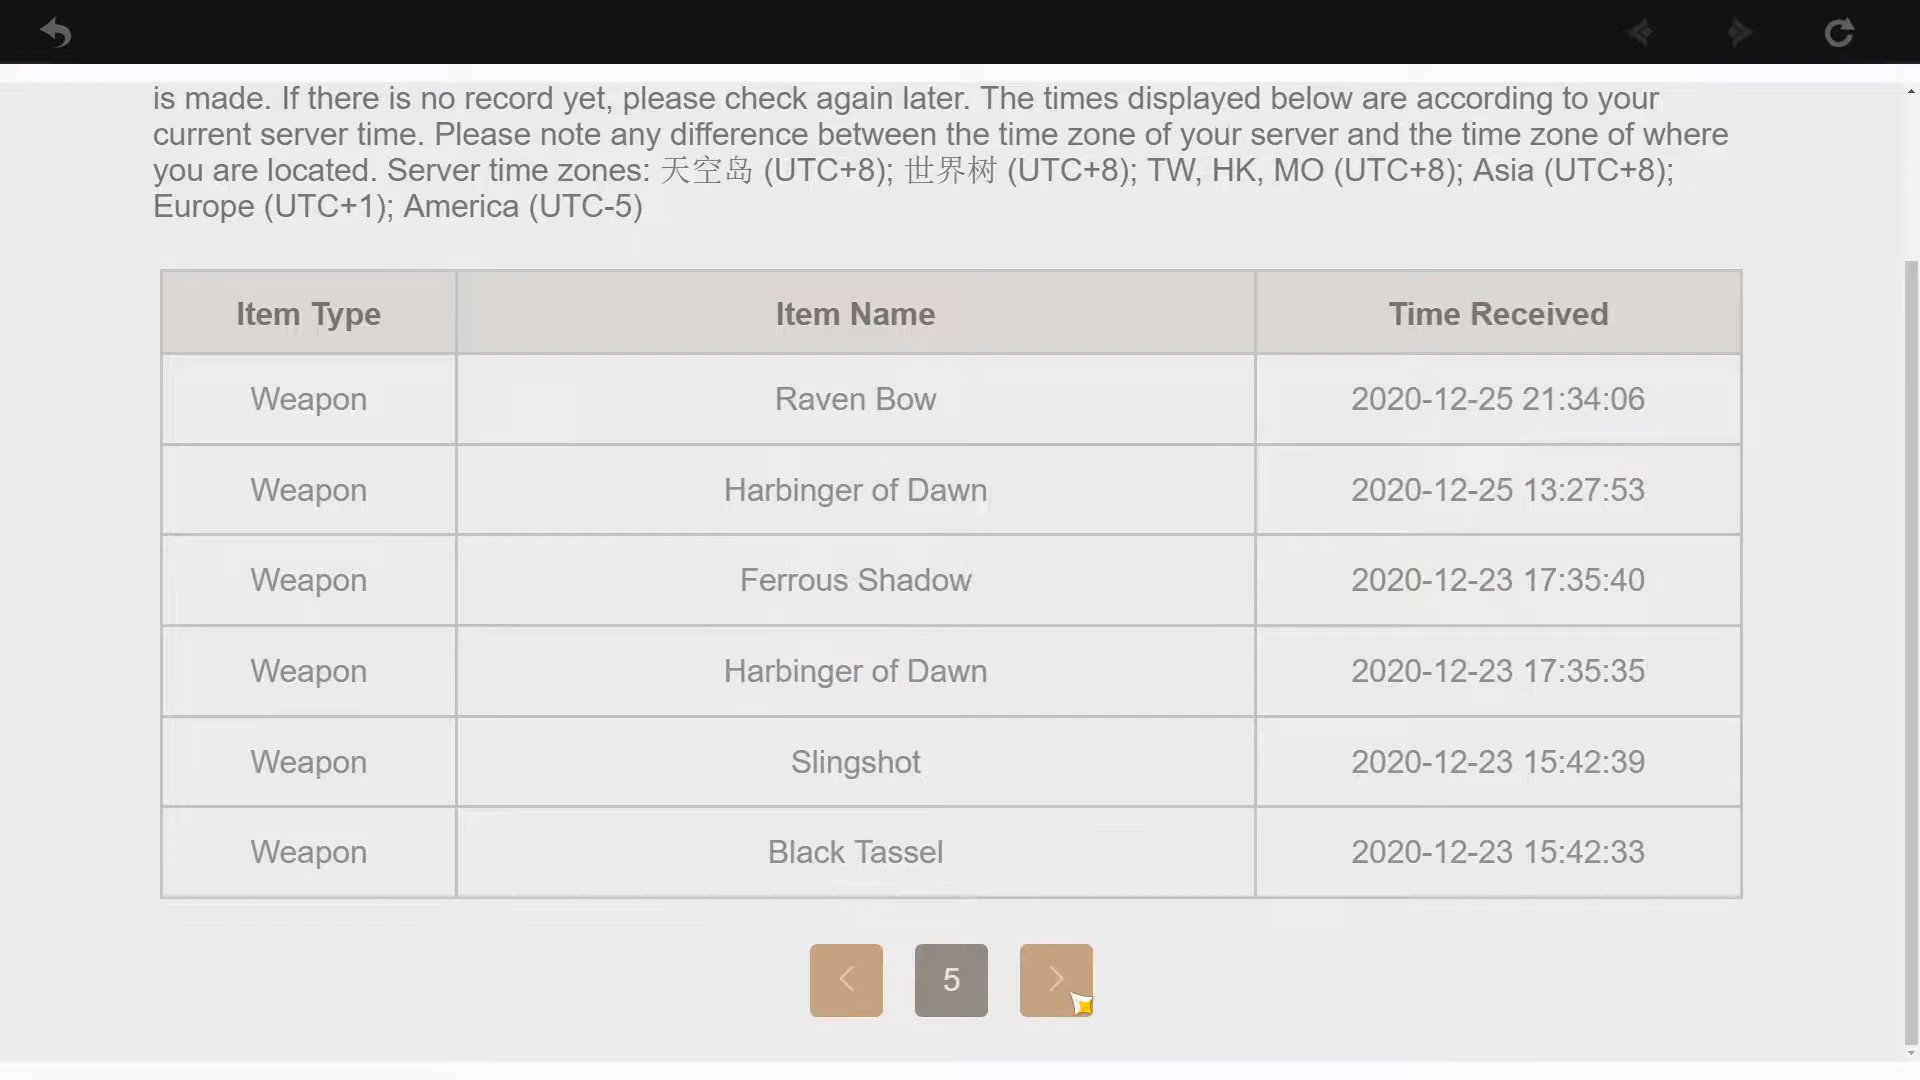 is made. If there is no record yet, please check again later. The times displayed below are according to your
current server time. Please note any difference between the time zone of your server and the time zone of where
you are located. Server time zones: 天空岛 (UTC+8); 世界树 (UTC+8); TW, HK, MO (UTC+8); Asia (UTC+8);
Europe (UTC+1); America (UTC-5)
Item Type Item Name Time Received
Weapon Raven Bow 2020-12-25 21:34:06
Weapon Harbinger of Dawn 2020-12-25 13:27:53
Weapon Ferrous Shadow 2020-12-23 17:35:40
Weapon Harbinger of Dawn 2020-12-23 17:35:35
Weapon Slingshot 2020-12-23 15:42:39
Weapon Black Tassel 2020-12-23 15:42:33
5